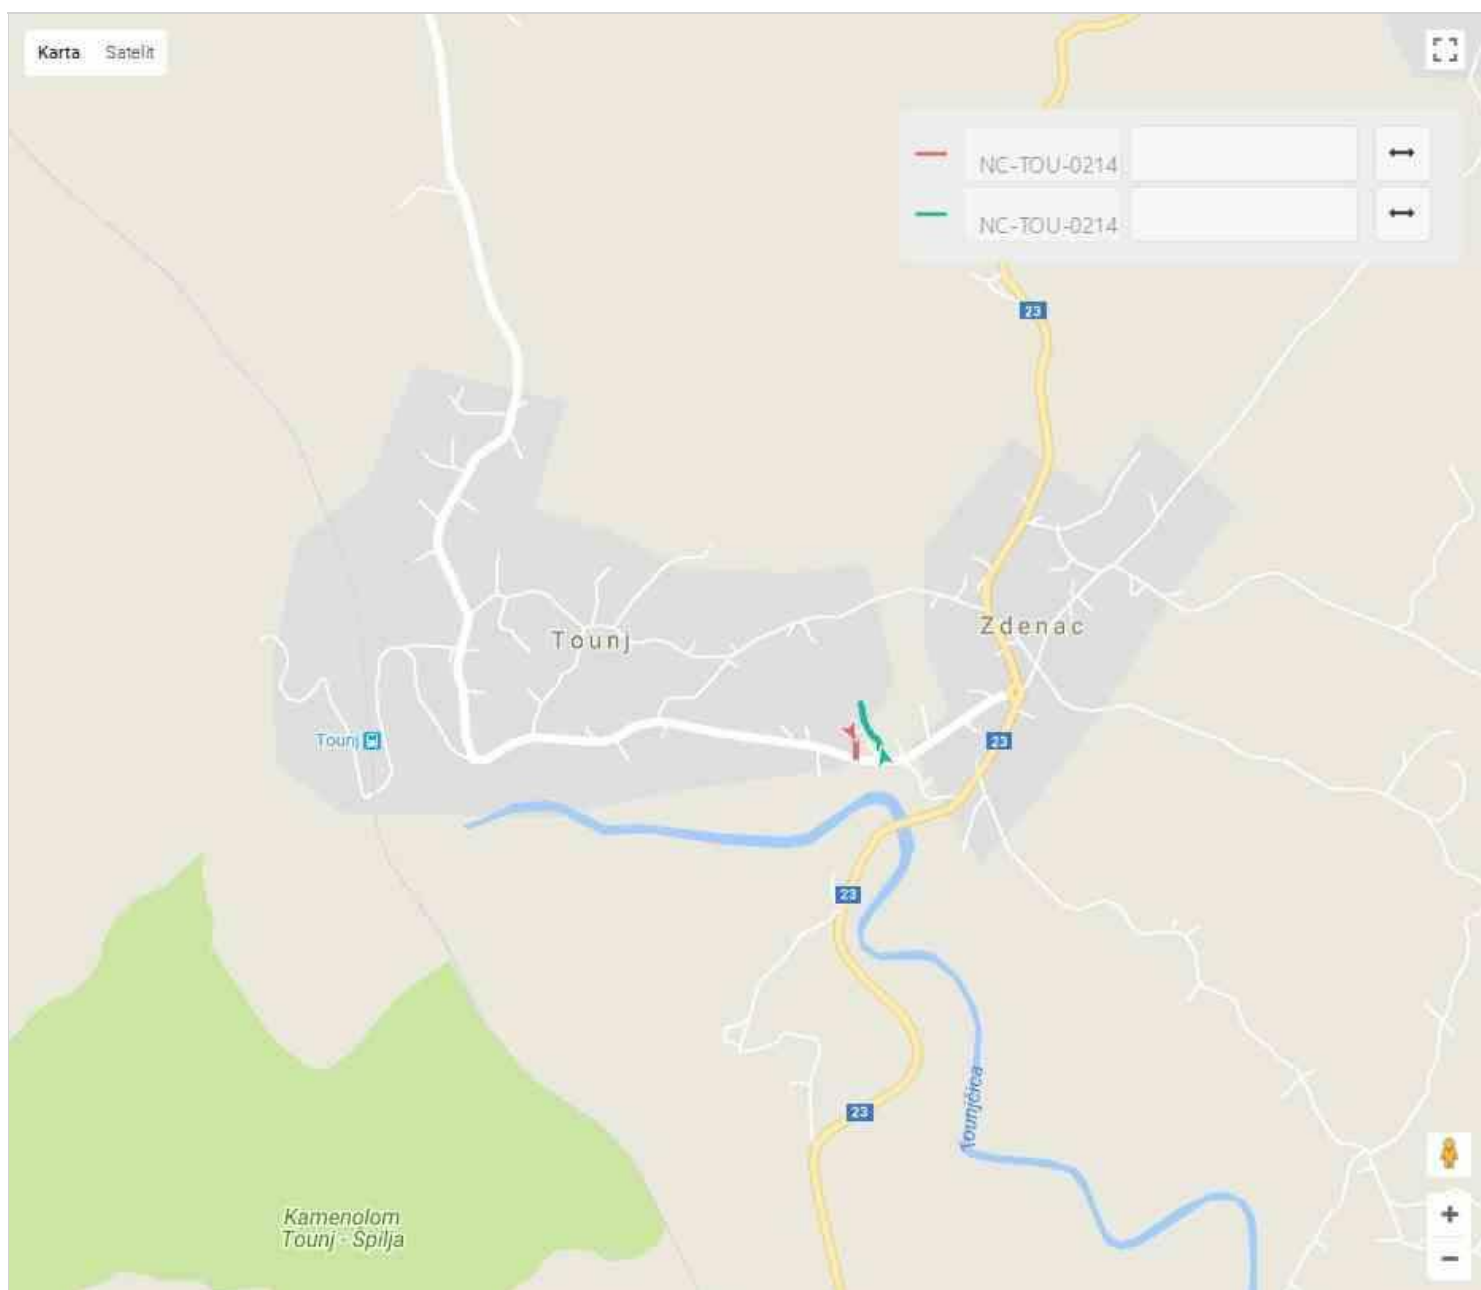 Karta Satelit
NC-TOU-0214
NC-TOU-0214
23
Zdenac
Tounj
Tounj
23
23
Tounjčica
23
Kamenolom
Tounj - Špilja